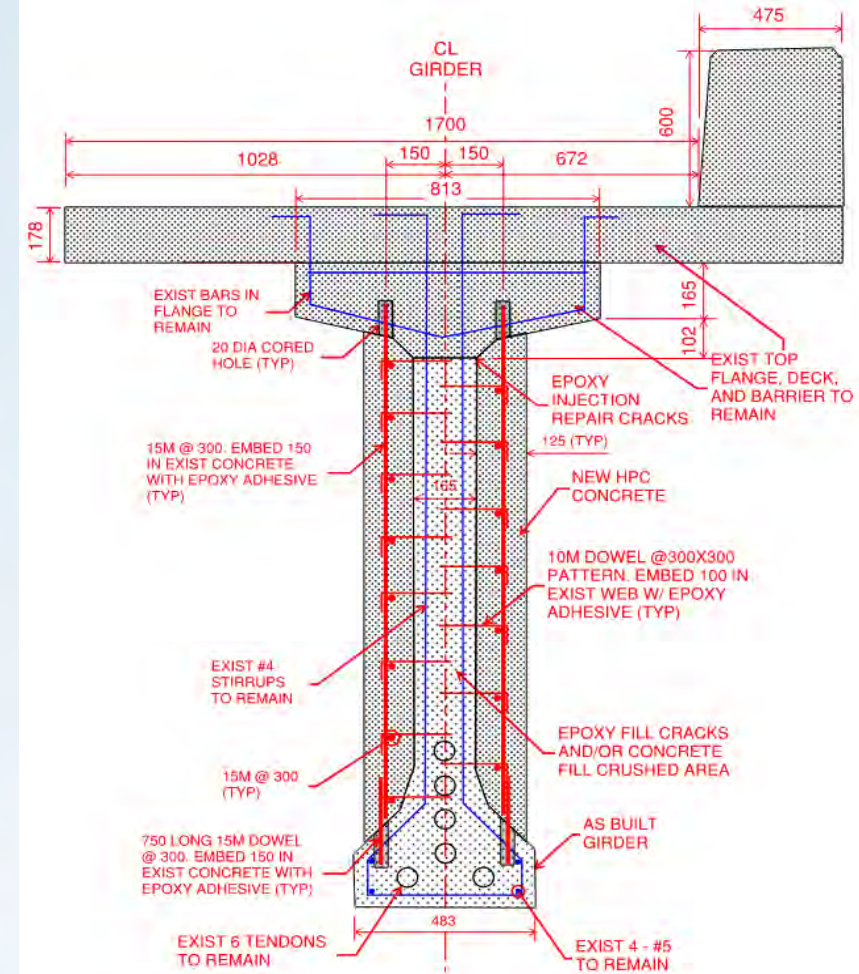 475
CL
GIRDER
600
1700
1028
150
150
672
813
178
EXIST BARS IN
FLANGE TO
REMAIN
165
20 DIA CORED
HOLE (TYP)
102
EXIST TOP
FLANGE, DECK,
AND BARRIER TO
REMAIN
EPOXY
INJECTION
REPAIR CRACKS
125 (TYP)
15M @ 300. EMBED 150
IN EXIST CONCRETE
WITH EPOXY ADHESIVE
(TYP)
165
NEW HPC
CONCRETE
10M DOWEL @300X300
PATTERN. EMBED 100 IN
EXIST WEB W/ EPOXY
ADHESIVE (TYP)
EXIST #4
STIRRUPS
TO REMAIN
EPOXY FILL CRACKS
AND/OR CONCRETE
FILL CRUSHED AREA
15M @ 300
(TYP)
AS BUILT
GIRDER
750 LONG 15M DOWEL
@ 300. EMBED 150 IN
EXIST CONCRETE WITH
EPOXY ADHESIVE (TYP)
483
EXIST 6 TENDONS
TO REMAIN
EXIST 4 - #5
TO REMAIN